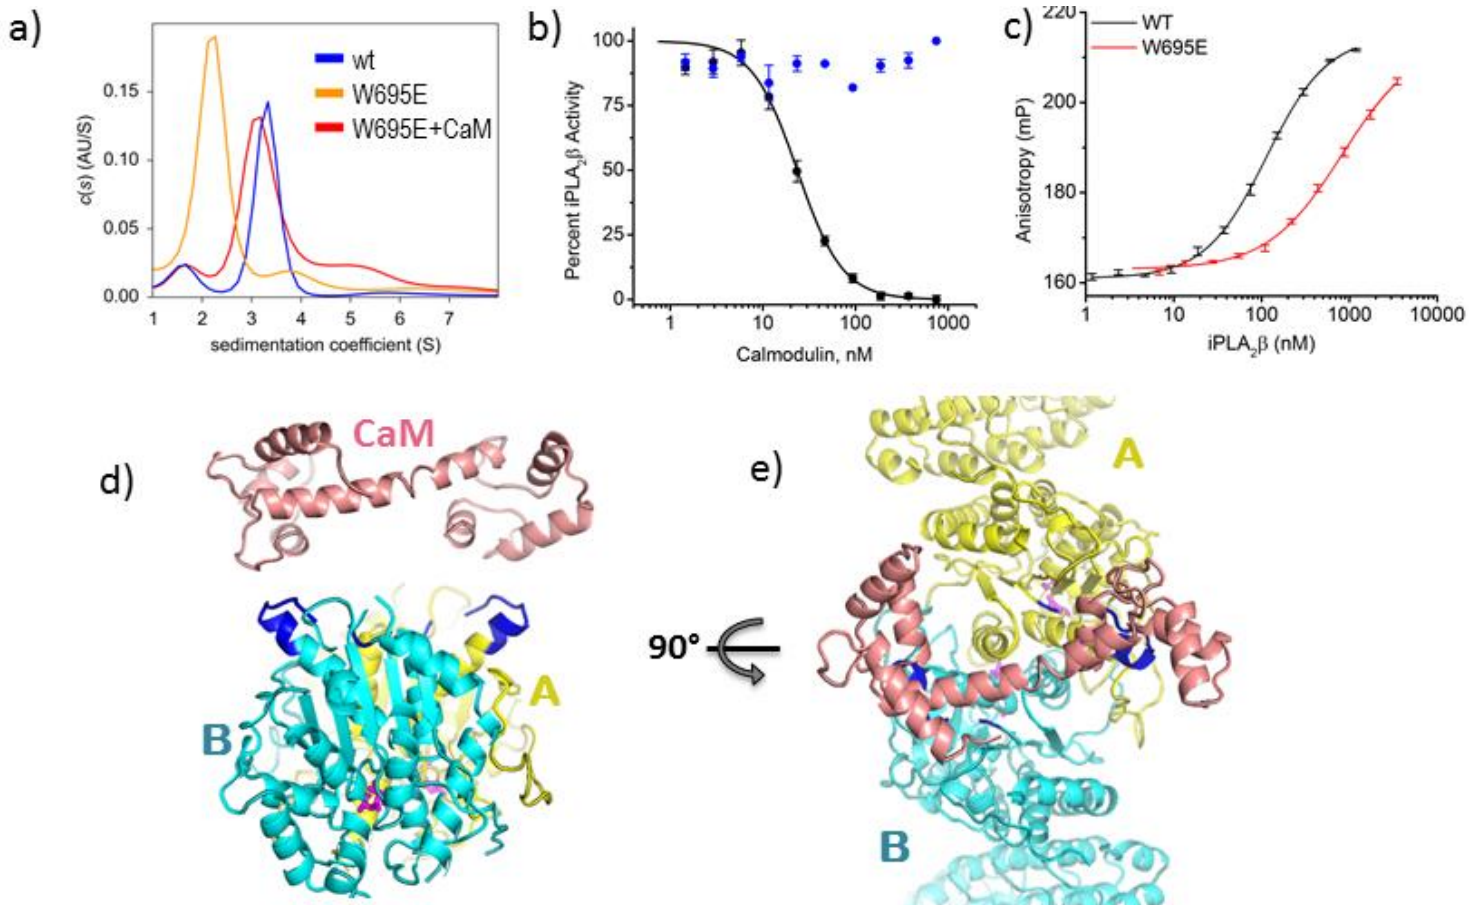 a)
c(s) (AU/S)
0.15
0.10
0.05
0.00
wt
W695E
W695E+CaM
1 2 3 4 5 6 7
sedimentation coefficient (S)
b)
Percent iPLA₂β Activity
100
75
50
25
0
1 10 100 1000
Calmodulin, nM
c)
Anisotropy (mP)
220
200
180
160
WT
W695E
1 10 100 1000 10000
iPLA₂β (nM)
d)
CaM
A
B
90°
e)
A
B